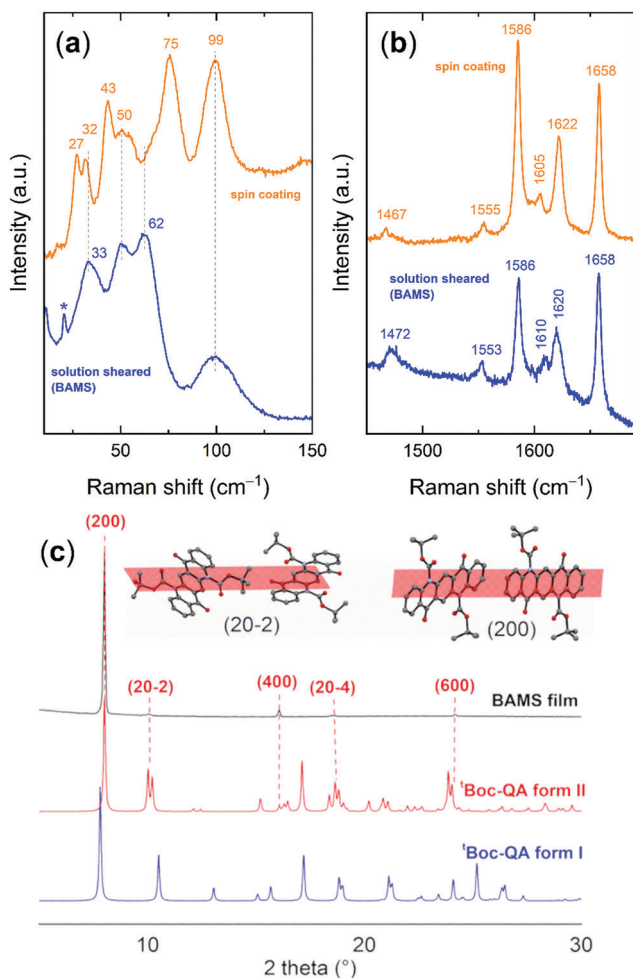 (a)
27
32
43
50
75
99
spin coating
*
33
62
solution sheared
(BAMS)
Intensity (a.u.)
50
100
150
Raman shift (cm⁻¹)
(b)
1586
spin coating
1658
1622
1605
1467
1555
1586
solution sheared
(BAMS)
1658
1620
1610
1472
1553
Intensity (a.u.)
1500
1600
Raman shift (cm⁻¹)
(200)
(c)
(20-2)
(200)
(20-2)
(400)
(20-4)
(600)
BAMS film
ᵗBoc-QA form II
ᵗBoc-QA form I
10
20
30
2 theta (°)